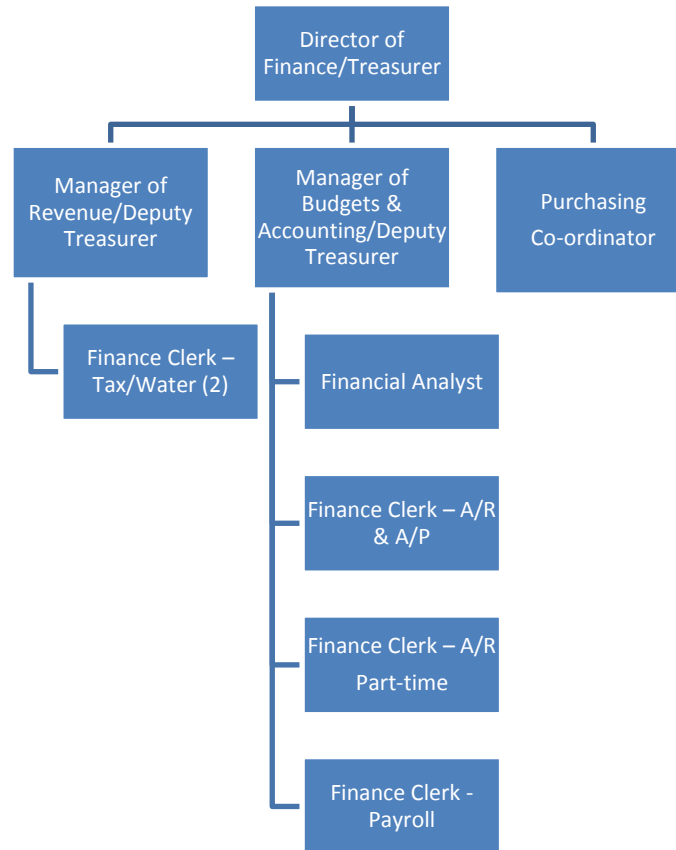 Director of
Finance/Treasurer
Manager of
Revenue/Deputy
Treasurer
Manager of
Budgets &
Accounting/Deputy
Treasurer
Purchasing
Co-ordinator
Finance Clerk –
Tax/Water (2)
Financial Analyst
Finance Clerk – A/R
& A/P
Finance Clerk – A/R
Part-time
Finance Clerk -
Payroll